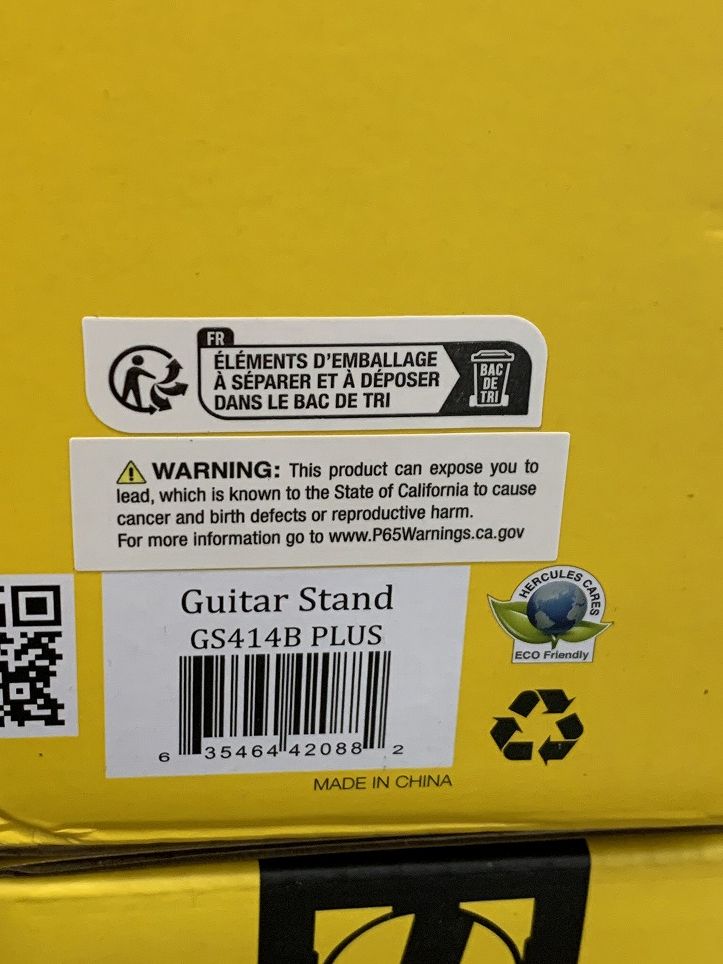 FR
ÉLÉMENTS D'EMBALLAGE
À SÉPARER ET À DÉPOSER
DANS LE BAC DE TRI
BAC
DE
TRI
WARNING: This product can expose you to
lead, which is known to the State of California to cause
cancer and birth defects or reproductive harm.
For more information go to www.P65Warnings.ca.gov
Guitar Stand
GS414B PLUS
6 35464 42088 2
HERCULES CARES
ECO Friendly
MADE IN CHINA